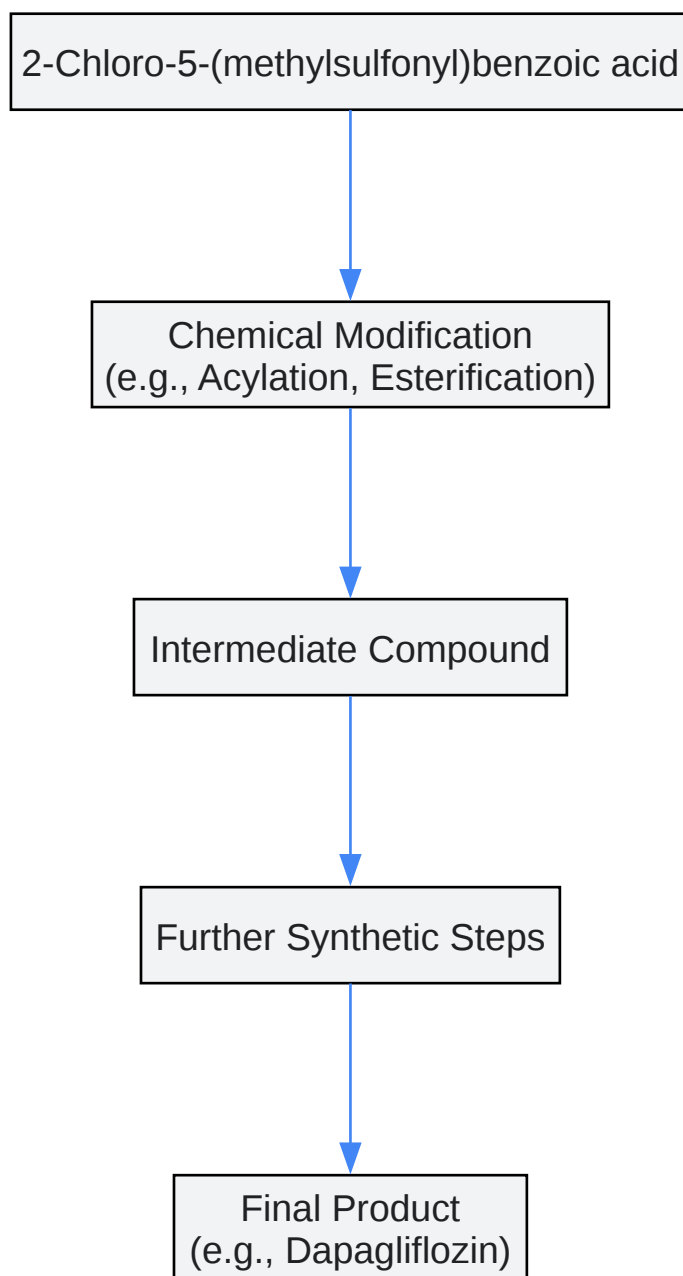 2-Chloro-5-(methylsulfonyl)benzoic acid
Chemical Modification
(e.g., Acylation, Esterification)
Intermediate Compound
Further Synthetic Steps
Final Product
(e.g., Dapagliflozin)